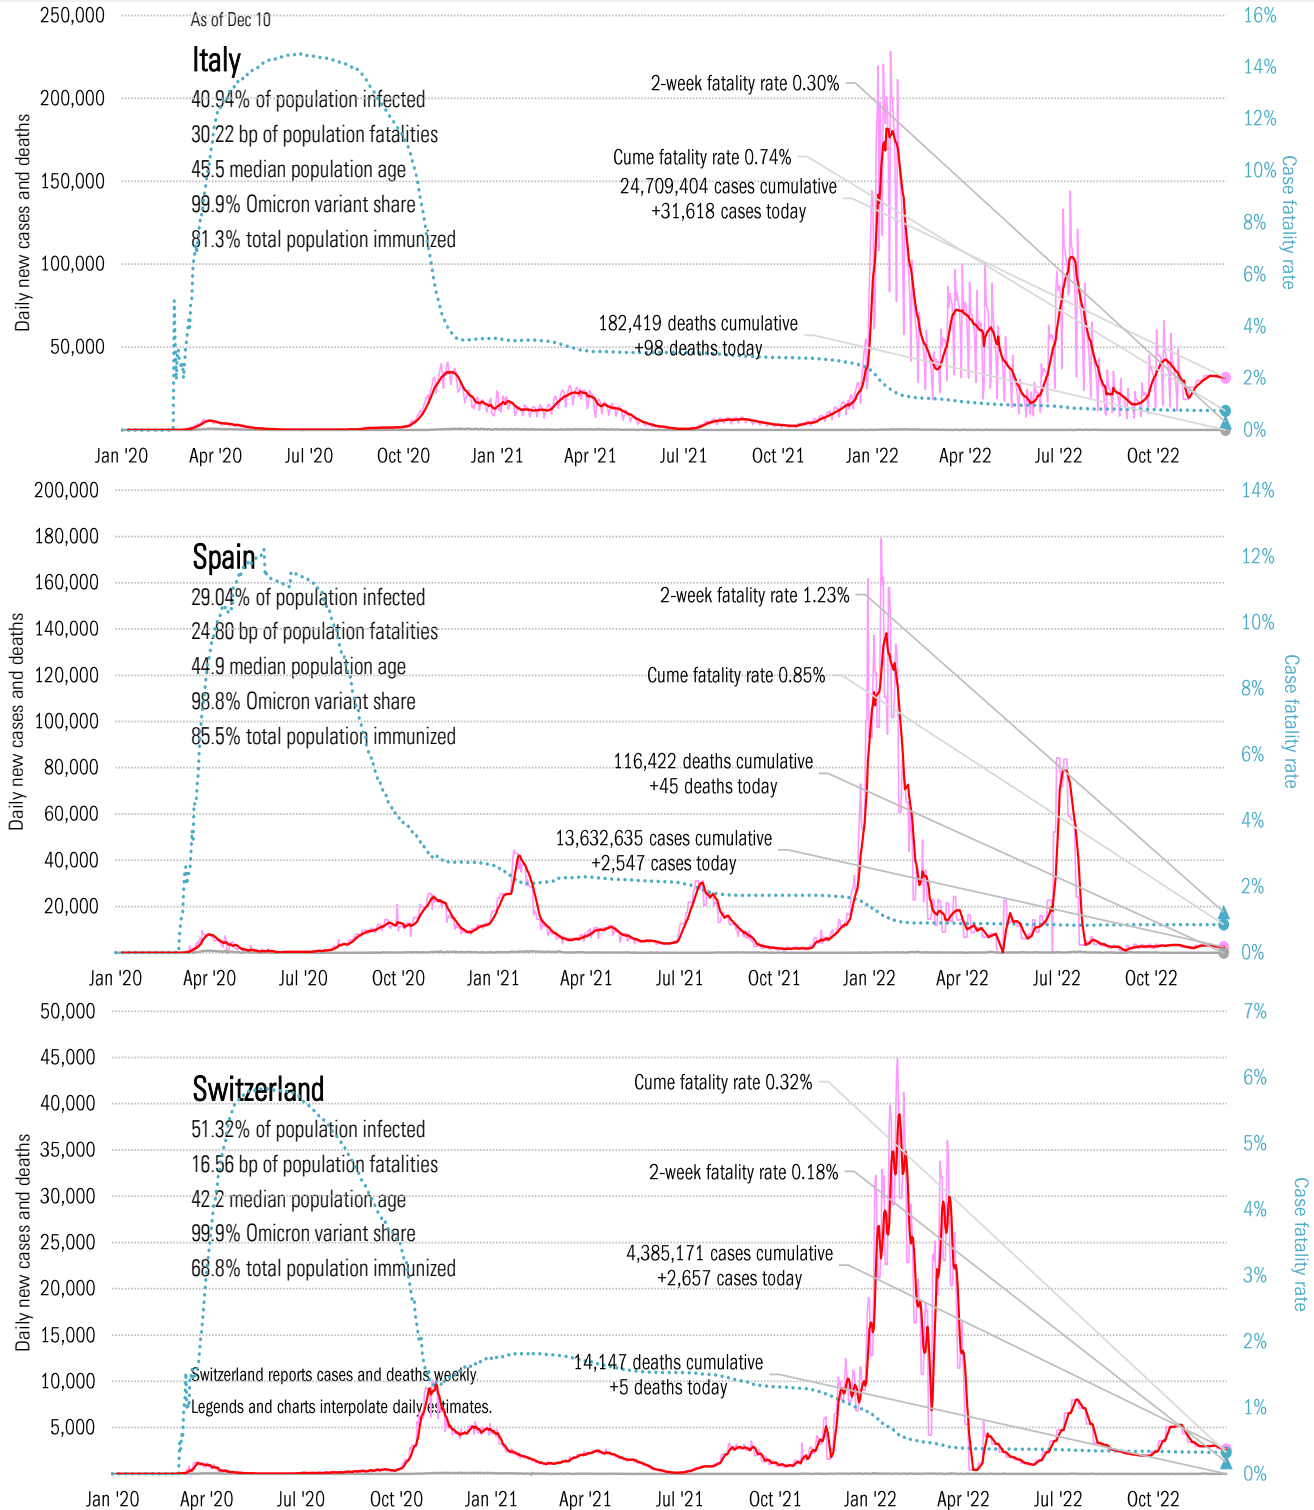 250,000
As of Dec 10
16%
Italy
14%
2-week fatality rate 0.30%
200,000
40.94% of population infected
12%
30.22 bp of population fatalities
Cume fatality rate 0.74%
45.5 median population age
10%
150,000
24,709,404 cases cumulative
+31,618 cases today
99.9% Omicron variant share
8%
81.3% total population immunized
100,000
6%
182,419 deaths cumulative
+98 deaths today
4%
50,000
2%
0%
Daily new cases and deaths
Case fatality rate
Jan '20 Apr '20 Jul '20 Oct '20 Jan '21 Apr '21 Jul '21 Oct '21 Jan '22 Apr '22 Jul '22 Oct '22
200,000
14%
180,000
Spain
12%
160,000
29.04% of population infected
2-week fatality rate 1.23%
140,000
24.80 bp of population fatalities
10%
44.9 median population age
120,000
Cume fatality rate 0.85%
98.8% Omicron variant share
8%
100,000
85.5% total population immunized
80,000
116,422 deaths cumulative
+45 deaths today
6%
60,000
13,632,635 cases cumulative
+2,547 cases today
4%
40,000
2%
20,000
0%
Daily new cases and deaths
Case fatality rate
Jan '20 Apr '20 Jul '20 Oct '20 Jan '21 Apr '21 Jul '21 Oct '21 Jan '22 Apr '22 Jul '22 Oct '22
50,000
7%
45,000
Switzerland
Cume fatality rate 0.32%
6%
40,000
51.32% of population infected
35,000
5%
16.56 bp of population fatalities
2-week fatality rate 0.18%
30,000
42.2 median population age
4%
99.9% Omicron variant share
25,000
4,385,171 cases cumulative
+2,657 cases today
68.8% total population immunized
3%
20,000
15,000
2%
14,147 deaths cumulative
+5 deaths today
Switzerland reports cases and deaths weekly
10,000
Legends and charts interpolate daily estimates.
1%
5,000
0%
Daily new cases and deaths
Case fatality rate
Jan '20 Apr '20 Jul '20 Oct '20 Jan '21 Apr '21 Jul '21 Oct '21 Jan '22 Apr '22 Jul '22 Oct '22